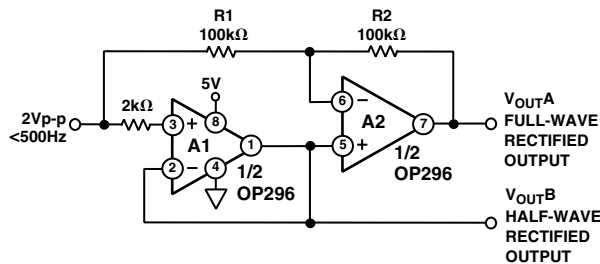 R1
100kΩ
R2
100kΩ
5V
2Vp-p
<500Hz
2kΩ
3
+
8
A1
1
2
−
4
1/2
OP296
6
−
A2
7
5
+
1/2
OP296
VOUTA
FULL-WAVE
RECTIFIED
OUTPUT
VOUTB
HALF-WAVE
RECTIFIED
OUTPUT